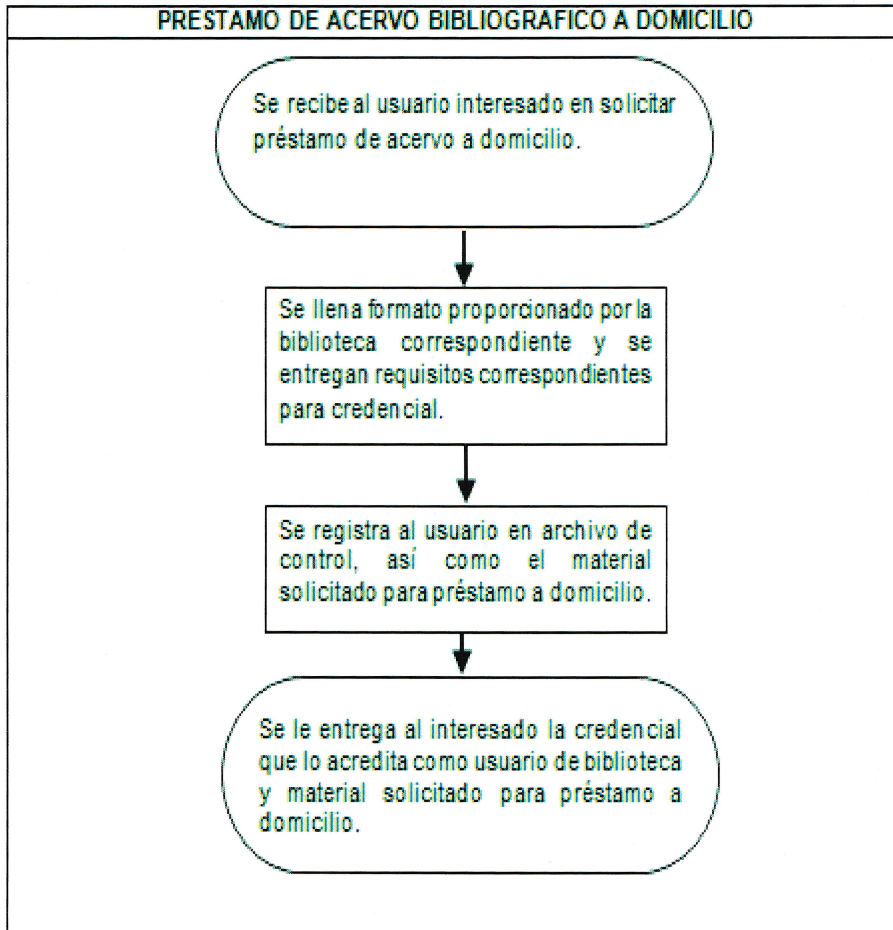 PRESTAMO DE ACERVO BIBLIOGRAFICO A DOMICILIO
Se recibe al usuario interesado en solicitar
préstamo de acervo a domicilio.
Se llena formato proporcionado por la
biblioteca correspondiente y se
entregan requisitos correspondientes
para credencial.
Se registra al usuario en archivo de
control, así como el material
solicitado para préstamo a domicilio.
Se le entrega al interesado la credencial
que lo acredita como usuario de biblioteca
y material solicitado para préstamo a
domicilio.